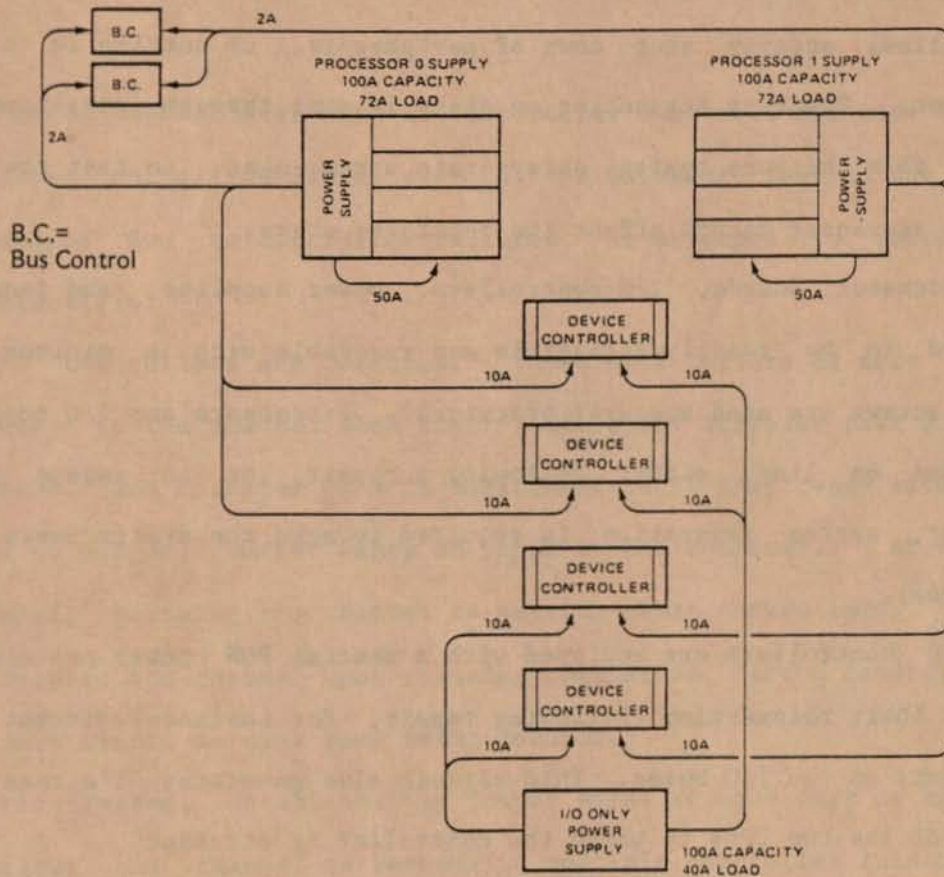 2A
B.C.
B.C.
2A
PROCESSOR 0 SUPPLY
100A CAPACITY
72A LOAD
PROCESSOR 1 SUPPLY
100A CAPACITY
72A LOAD
POWER
SUPPLY
POWER
SUPPLY
B.C.=
Bus Control
50A
50A
DEVICE
CONTROLLER
10A
10A
DEVICE
CONTROLLER
10A
10A
DEVICE
CONTROLLER
10A
10A
DEVICE
CONTROLLER
10A
10A
I/O ONLY
POWER
SUPPLY
100A CAPACITY
40A LOAD